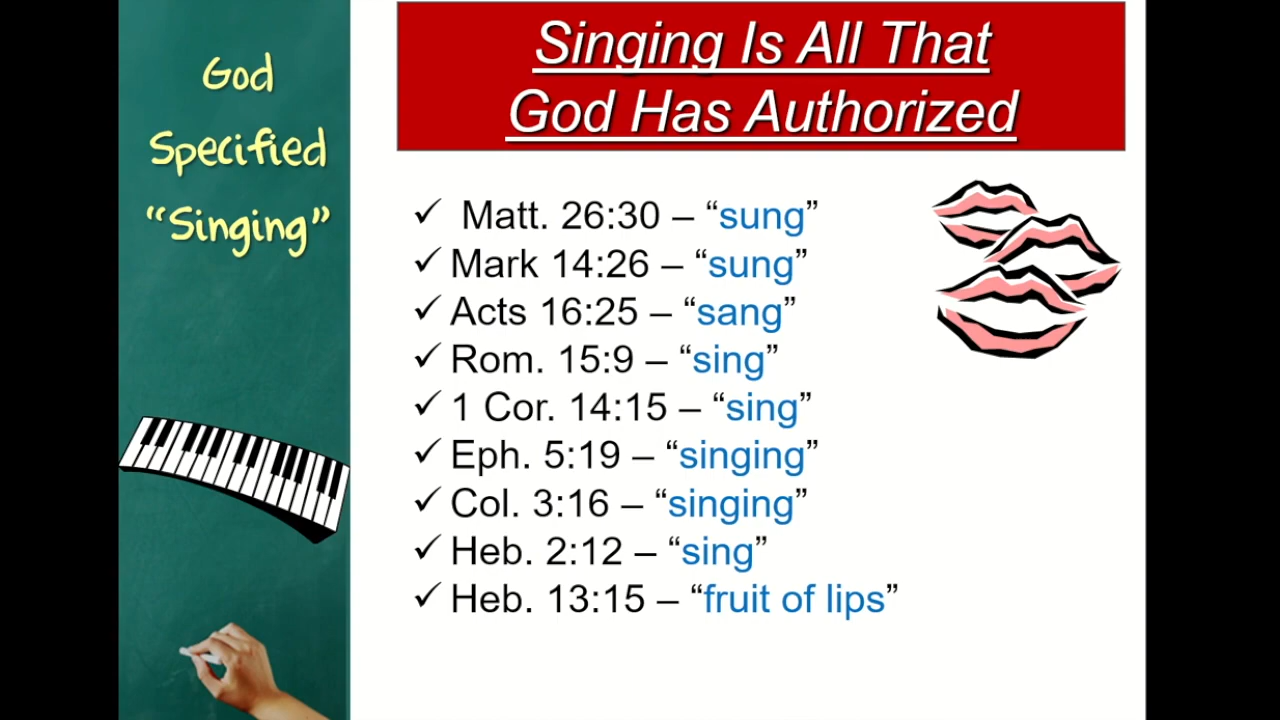 God
Specified
“Singing”
Singing Is All That
God Has Authorized
✓ Matt. 26:30 – “sung”
✓ Mark 14:26 – “sung”
✓ Acts 16:25 – “sang”
✓ Rom. 15:9 – “sing”
✓ 1 Cor. 14:15 – “sing”
✓ Eph. 5:19 – “singing”
✓ Col. 3:16 – “singing”
✓ Heb. 2:12 – “sing”
✓ Heb. 13:15 – “fruit of lips”